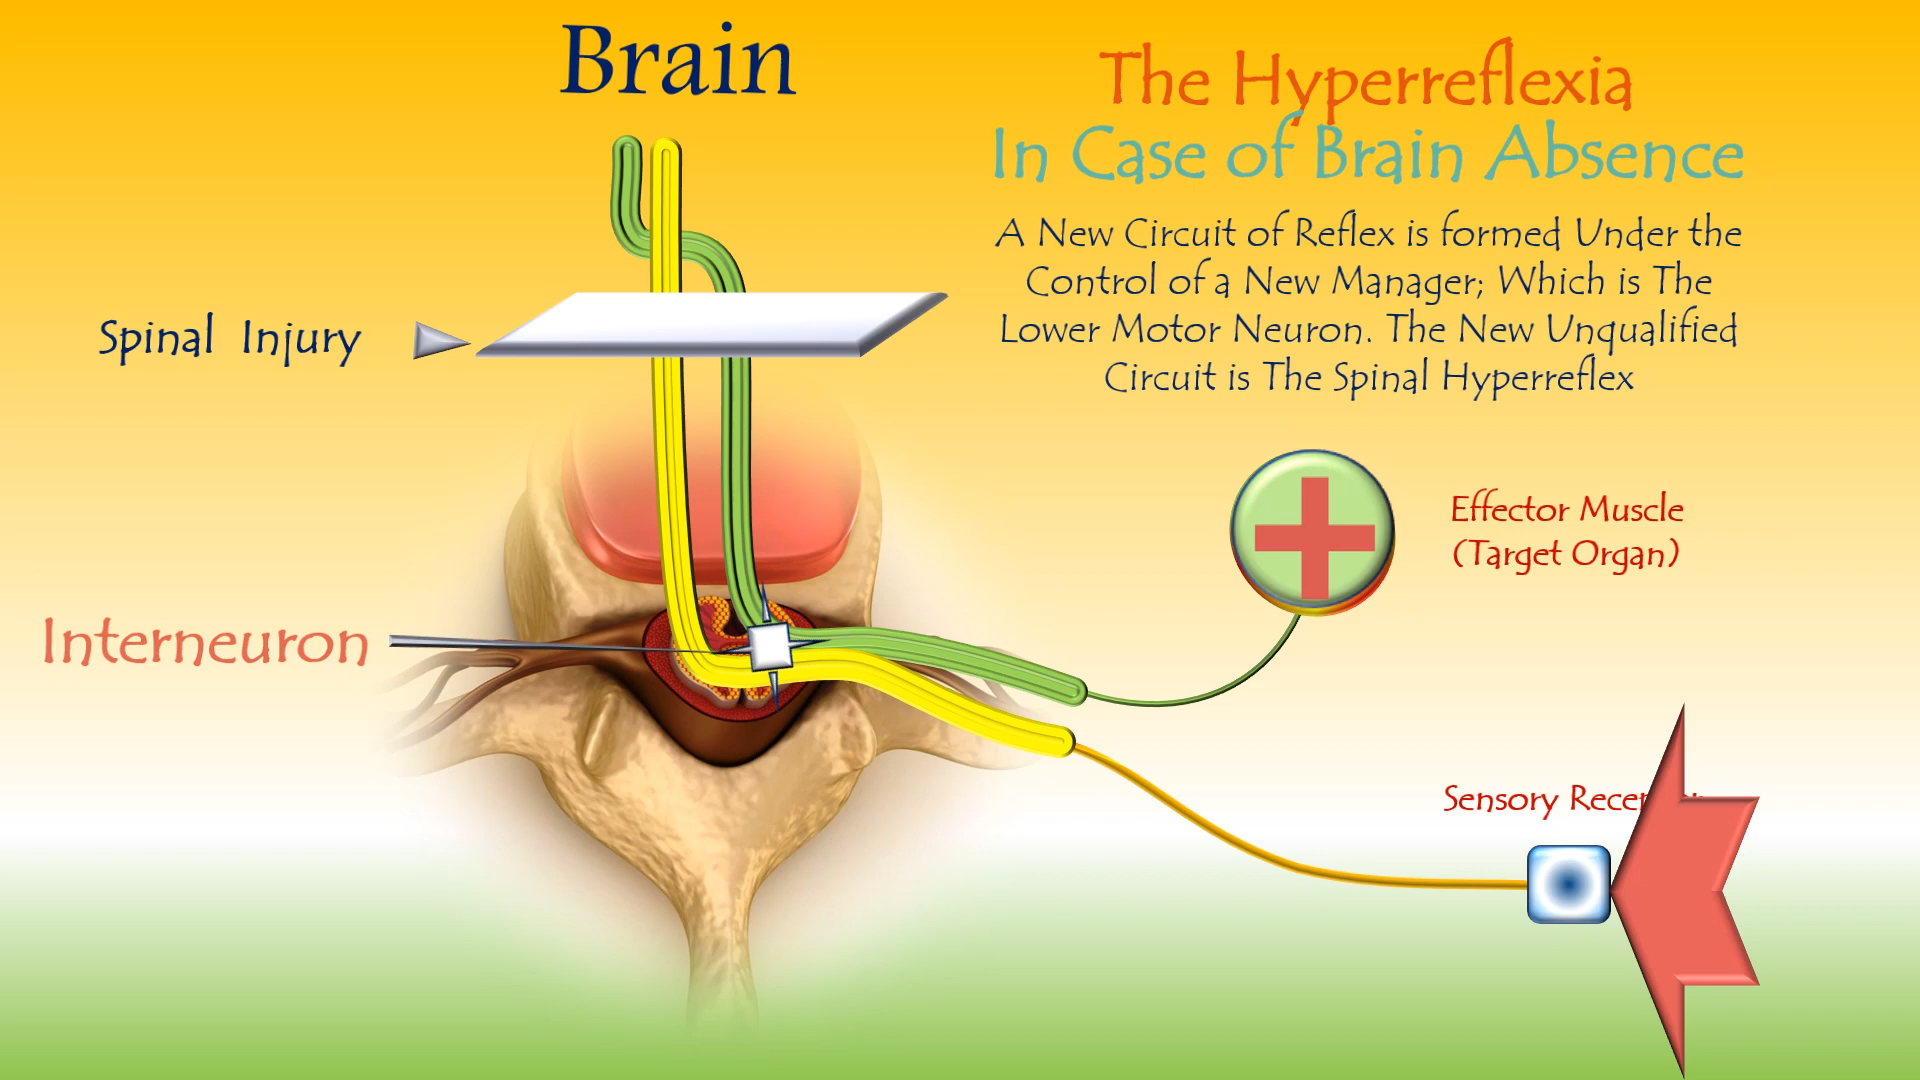 Brain
The Hyperreflexia
In Case of Brain Absence
A New Circuit of Reflex is formed Under the
Control of a New Manager; Which is The
Lower Motor Neuron. The New Unqualified
Circuit is The Spinal Hyperreflex
Spinal Injury
Effector Muscle
(Target Organ)
Interneuron
Sensory